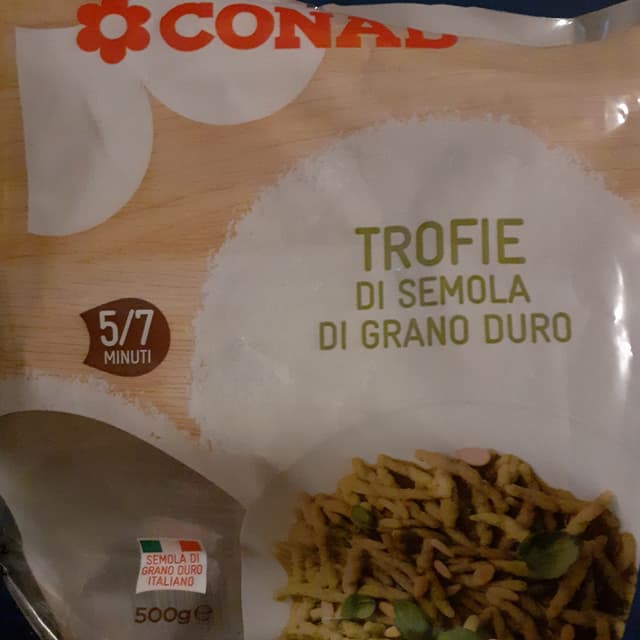 CONAD
TROFIE
DI SEMOLA
DI GRANO DURO
5/7
MINUTI
SEMOLA DI
GRANO DURO
ITALIANO
500g e